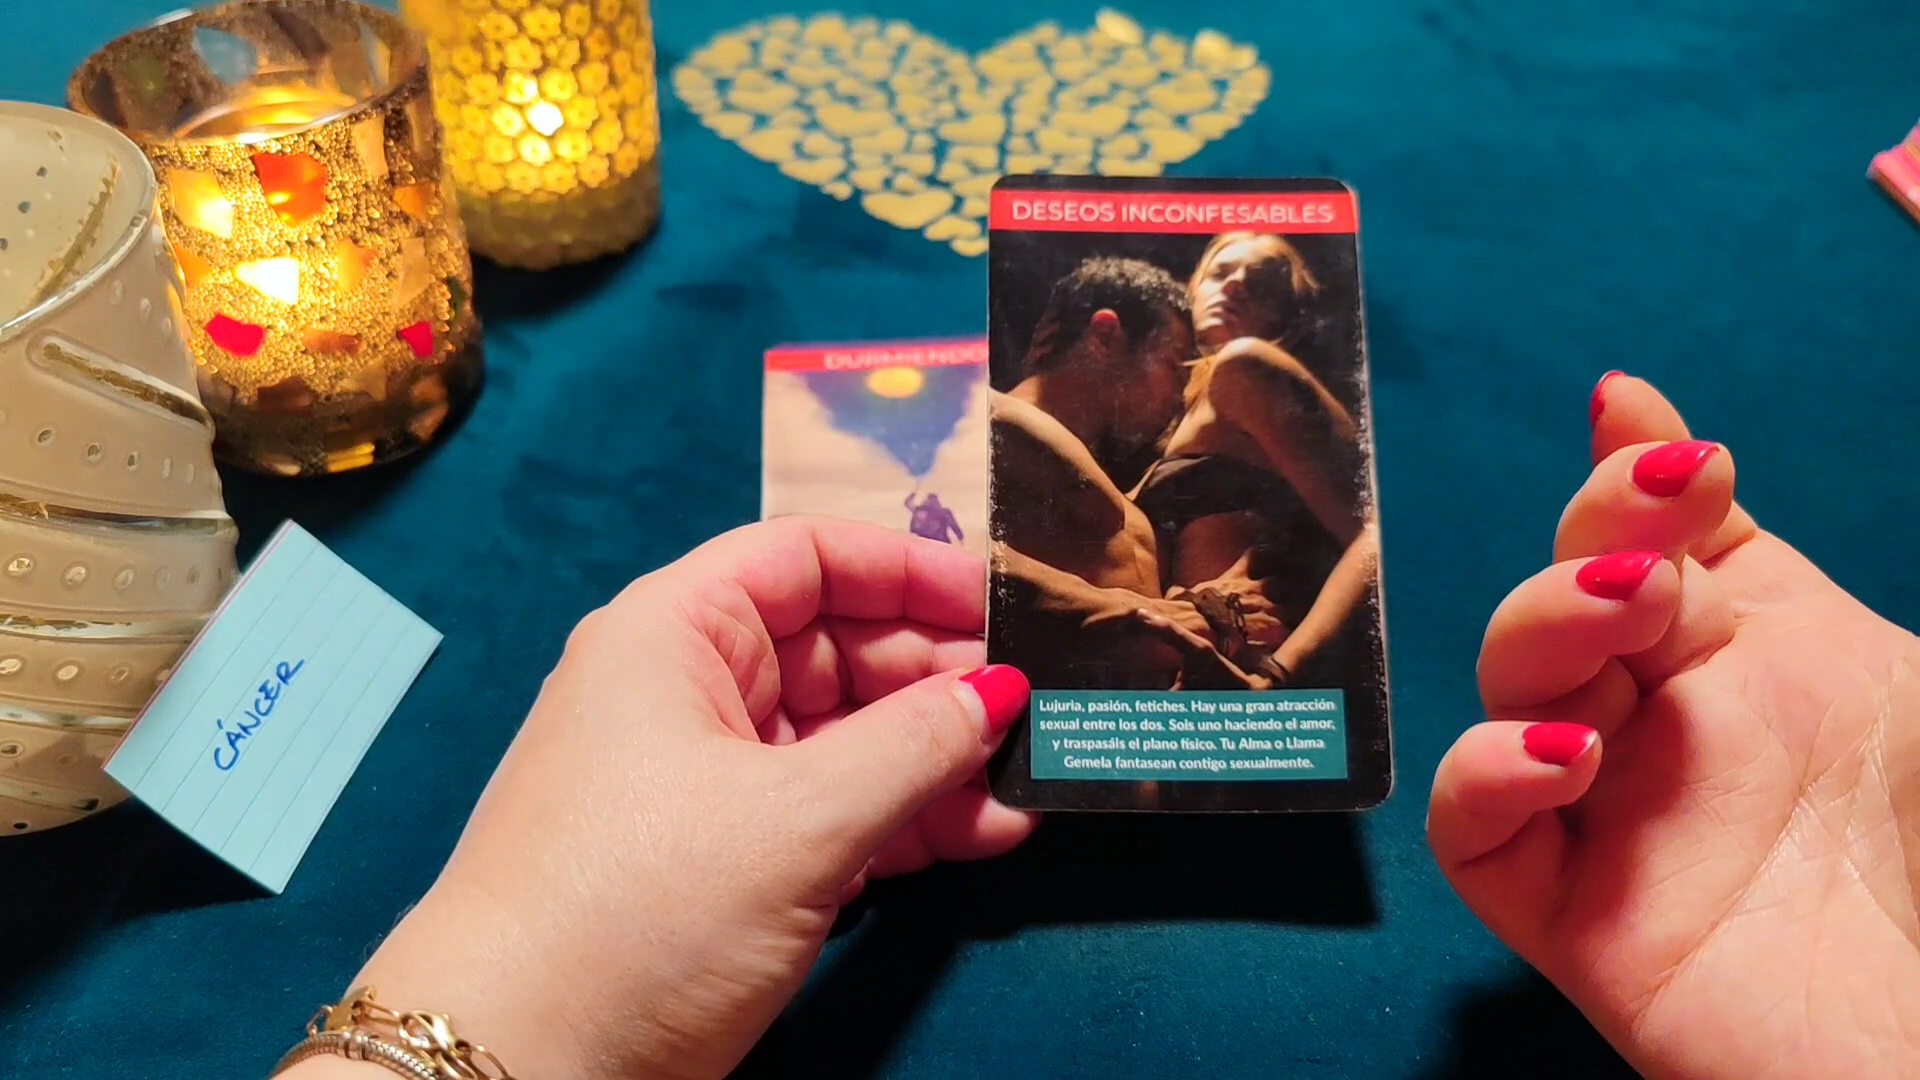 DESEOS INCONFESABLES
DURMIENDO
Lujuria, pasión, fetiches. Hay una gran atracción
sexual entre los dos. Sois uno haciendo el amor,
y traspasáis el plano físico. Tu Alma o Llama
Gemela fantasean contigo sexualmente.
CÁNCER